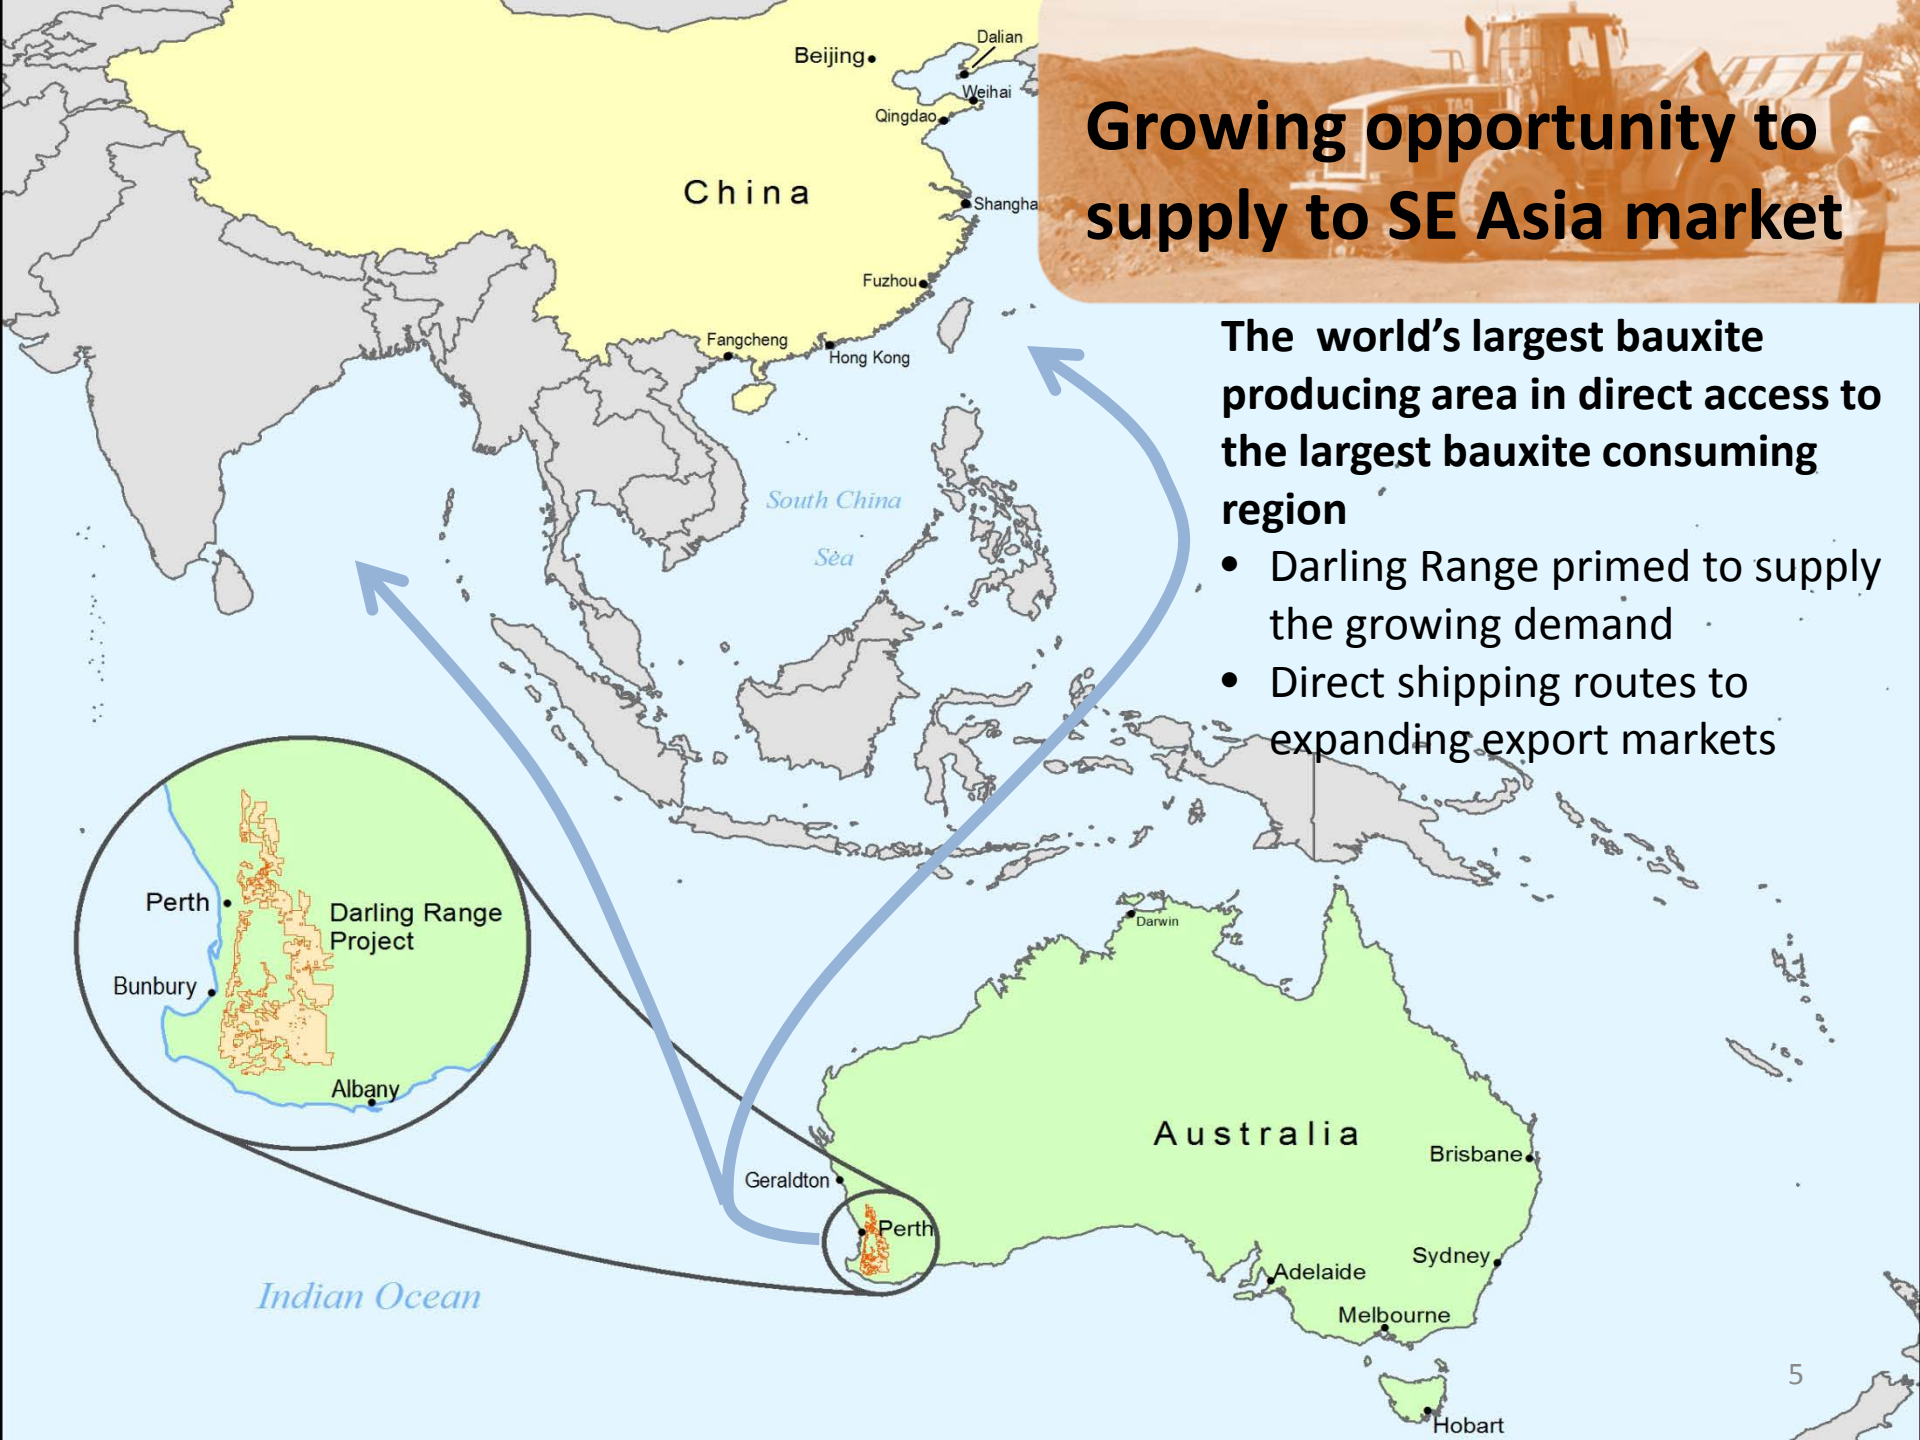 Growing opportunity to
supply to SE Asia market
The world's largest bauxite
producing area in direct access to
the largest bauxite consuming
region
• Darling Range primed to supply
the growing demand
• Direct shipping routes to
expanding export markets
Beijing
Dalian
Weihai
Qingdao
China
Shangha
Fuzhou
Fangcheng
Hong Kong
South China
Sea
Perth
Darling Range
Project
Bunbury
Albany
Darwin
Australia
Brisbane
Geraldton
Perth
Sydney
Adelaide
Melbourne
Indian Ocean
Hobart
5
CAT